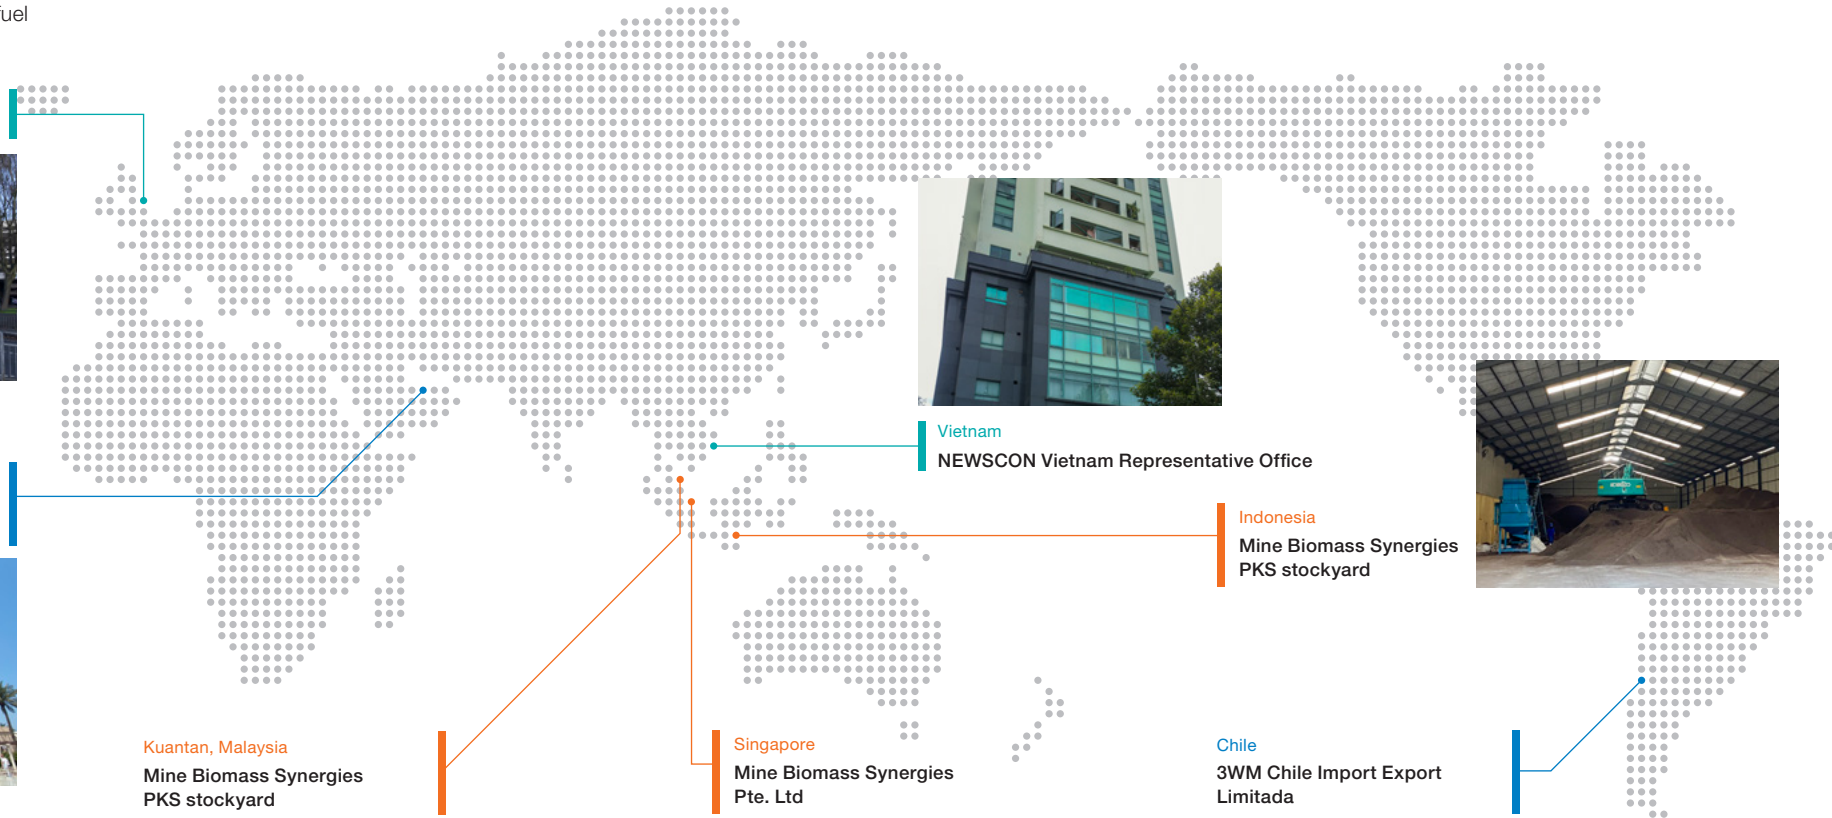 fuel
Vietnam
NEWSCON Vietnam Representative Office
Indonesia
Mine Biomass Synergies
PKS stockyard
Kuantan, Malaysia
Mine Biomass Synergies
PKS stockyard
Singapore
Mine Biomass Synergies
Pte. Ltd
Chile
3WM Chile Import Export
Limitada